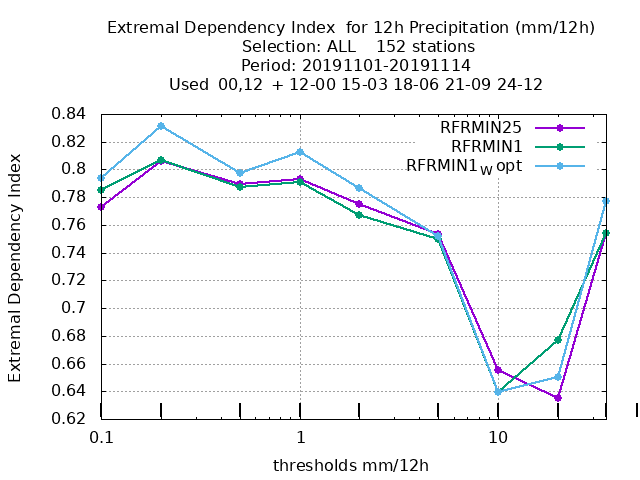 Extremal Dependency Index  for 12h Precipitation (mm/12h)
Selection: ALL    152 stations
Period: 20191101-20191114
Used  00,12  + 12-00 15-03 18-06 21-09 24-12
RFRMIN25
RFRMIN1
RFRMIN1W opt
Extremal Dependency Index
0.84
0.82
0.8
0.78
0.76
0.74
0.72
0.7
0.68
0.66
0.64
0.62
0.1 1 10
thresholds mm/12h